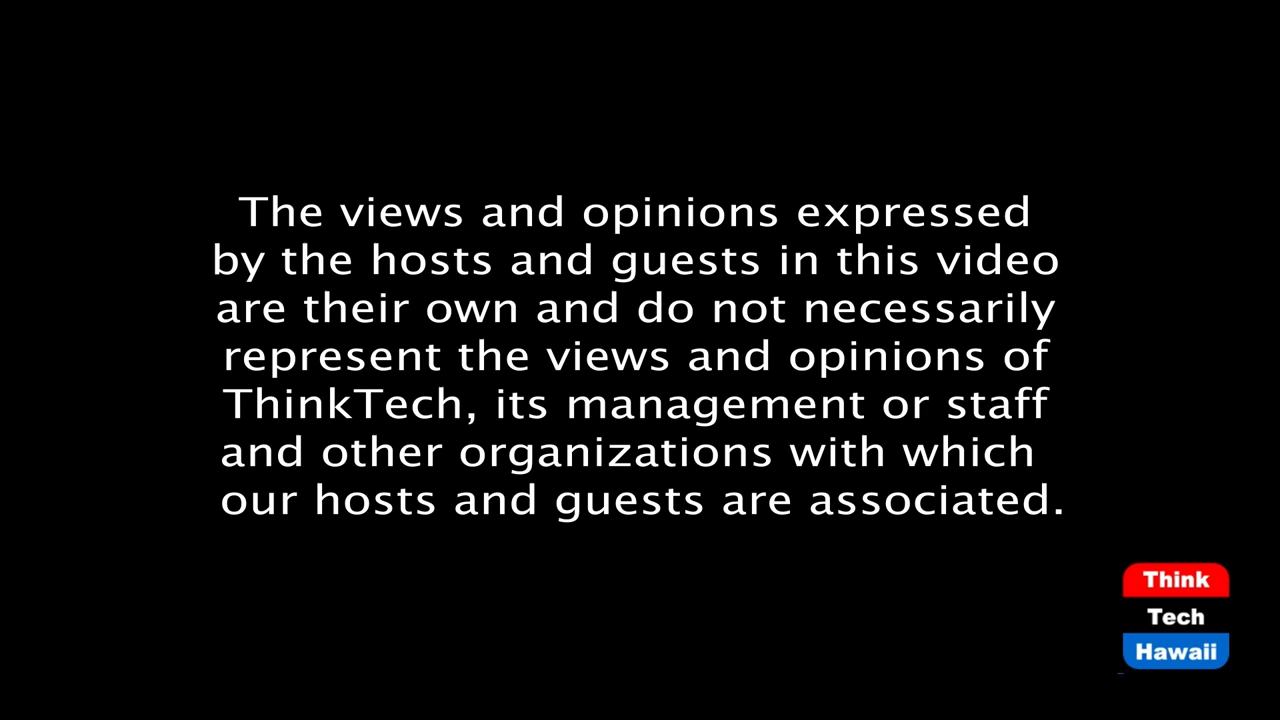 The views and opinions expressed
by the hosts and guests in this video
are their own and do not necessarily
represent the views and opinions of
ThinkTech, its management or staff
and other organizations with which
our hosts and guests are associated.
Think
Tech
Hawaii